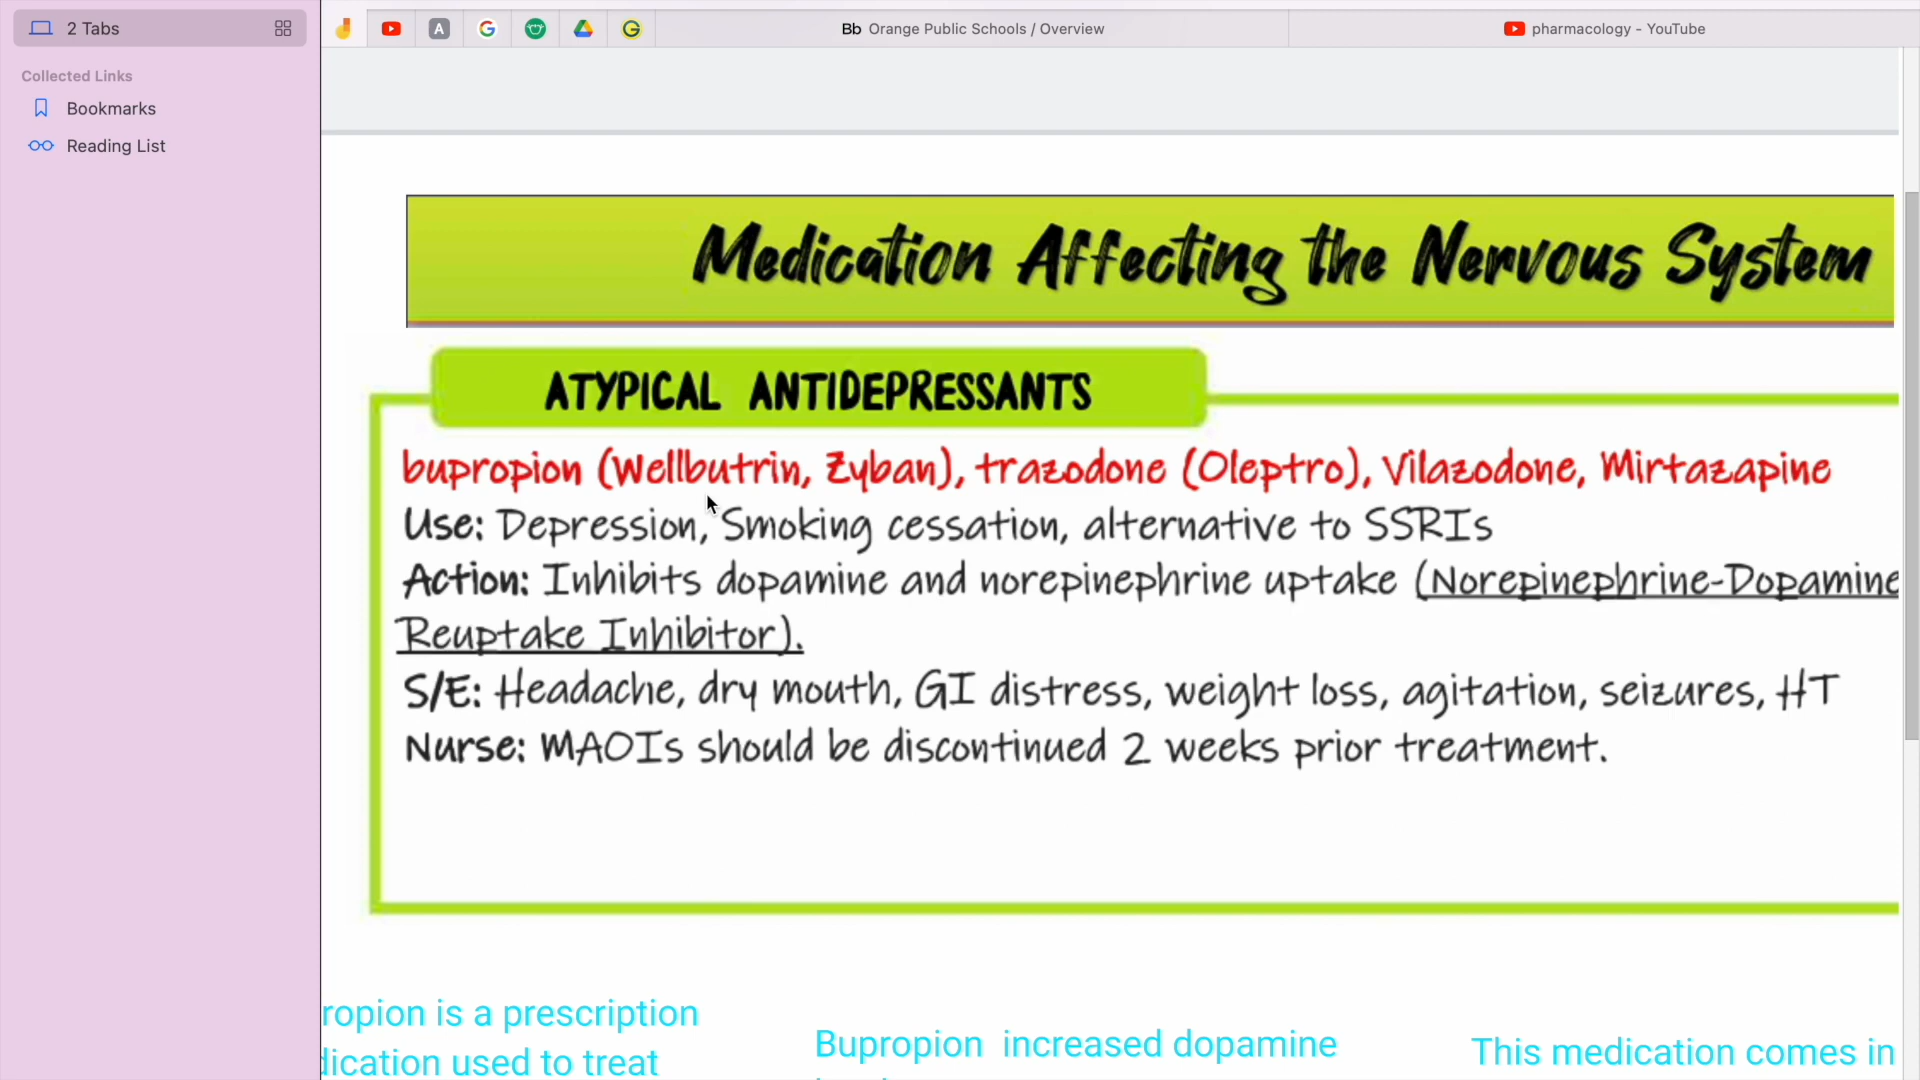 2 Tabs
Collected Links
Bookmarks
Reading List
A
G
G
Bb Orange Public Schools / Overview
pharmacology - YouTube
Medication Affecting the Nervous System
ATYPICAL ANTIDEPRESSANTS
bupropion (Wellbutrin, Zyban), trazodone (Oleptro), Vilazodone, Mirtazapine
Use: Depression, Smoking cessation, alternative to SSRIs
Action: Inhibits dopamine and norepinephrine uptake (Norepinephrine-Dopamine
Reuptake Inhibitor).
S/E: Headache, dry mouth, GI distress, weight loss, agitation, seizures, HT
Nurse: MAOIs should be discontinued 2 weeks prior treatment.
ropion is a prescription
dication used to treat
Bupropion increased dopamine
This medication comes in